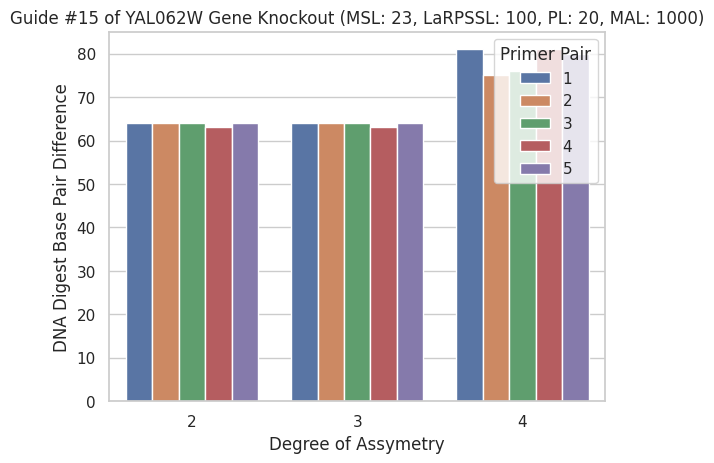 Guide #15 of YAL062W Gene Knockout (MSL: 23, LaRPSSL: 100, PL: 20, MAL: 1000)
DNA Digest Base Pair Difference
80
70
60
50
40
30
20
10
0
Primer Pair
1
2
3
4
5
2 3 4
Degree of Assymetry